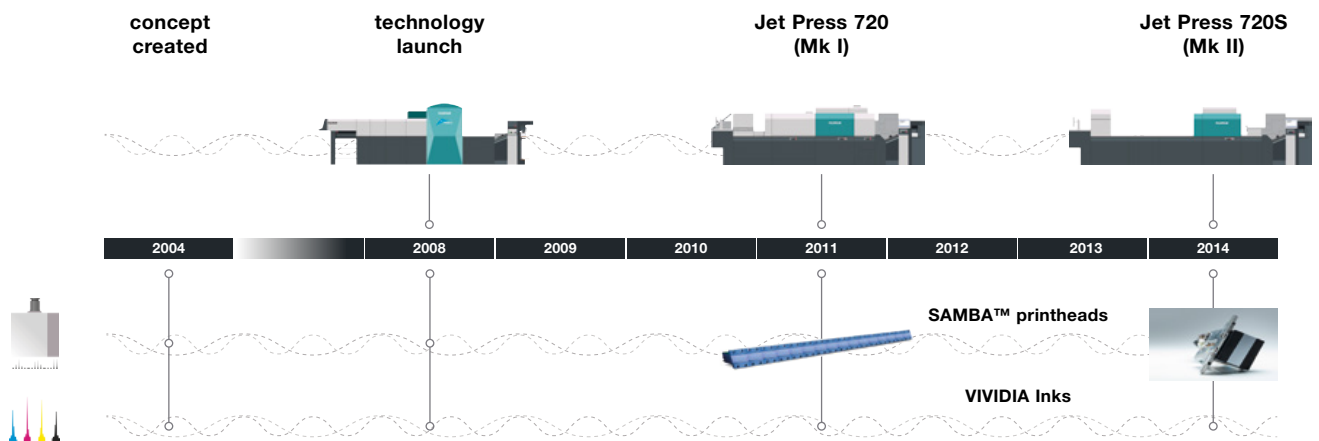 concept
created
technology
launch
Jet Press 720
(Mk I)
Jet Press 720S
(Mk II)
2004
2008
2009
2010
2011
2012
2013
2014
SAMBA™ printheads
VIVIDIA Inks